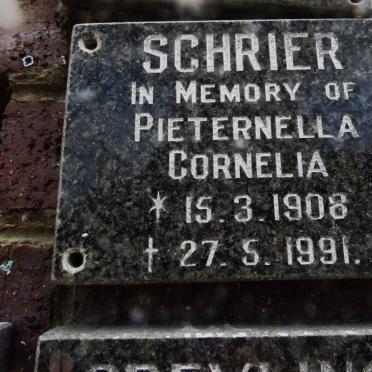 SCHRIER
IN MEMORY OF
PIETERNELLA
CORNELIA
* 15. 3. 1908
† 27. 5. 1991.